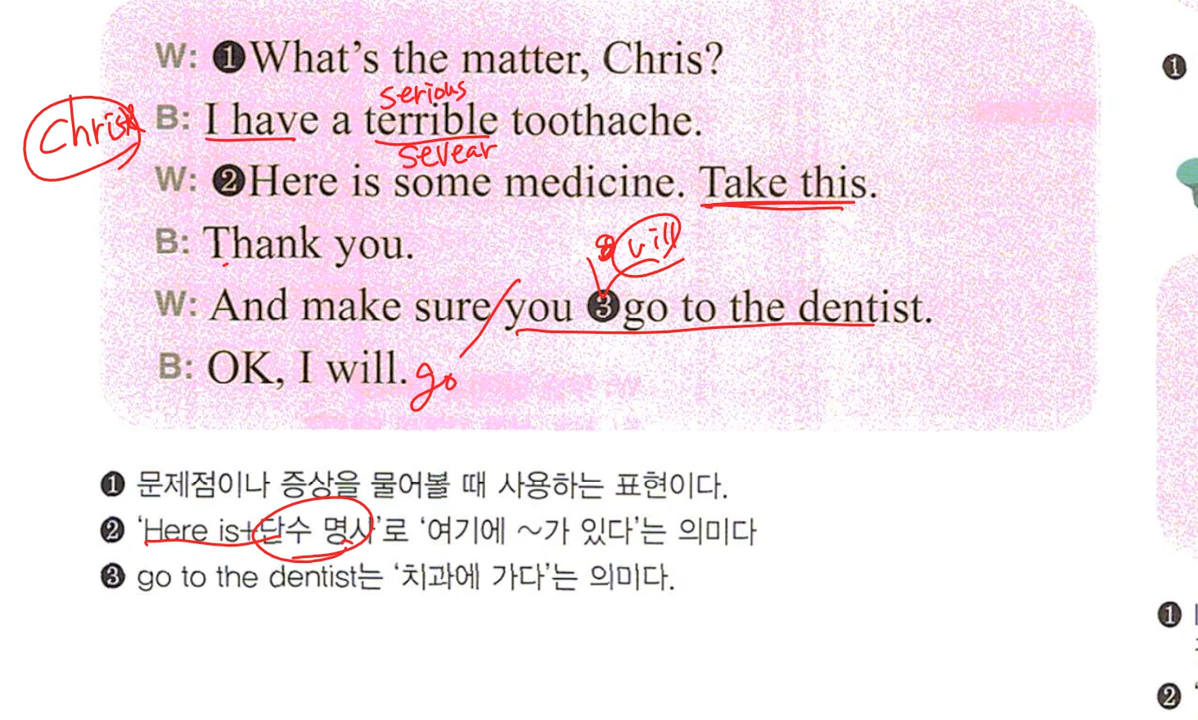 W: ❶What's the matter, Chris?
serious
Chris B: I have a terrible toothache.
sevear
W: ❷Here is some medicine. Take this.
B: Thank you.
will
W: And make sure you ❸go to the dentist.
B: OK, I will. go
❶ 문제점이나 증상을 물어볼 때 사용하는 표현이다.
❷ ‘Here is+단수 명사’로 ‘여기에 ～가 있다’는 의미다
❸ go to the dentist는 ‘치과에 가다’는 의미다.
❶
❶
❷